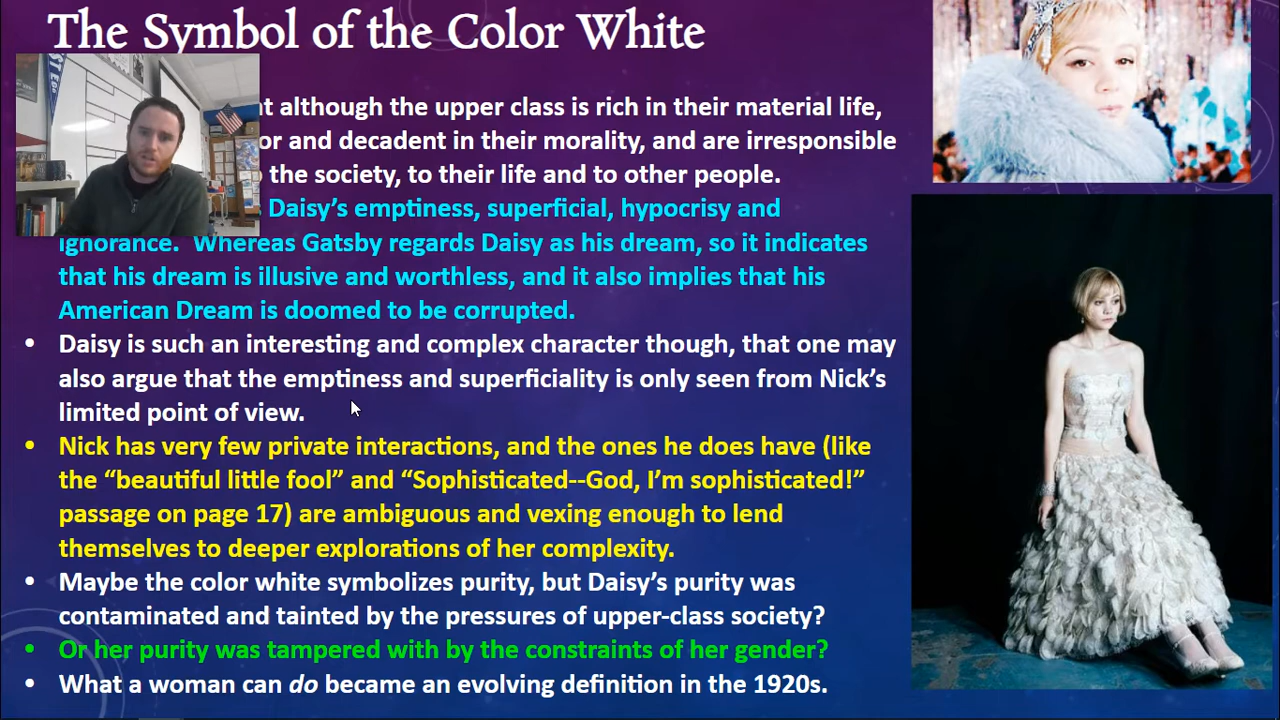 The Symbol of the Color White
t although the upper class is rich in their material life,
or and decadent in their morality, and are irresponsible
the society, to their life and to other people.
Daisy’s emptiness, superficial, hypocrisy and
ignorance. Whereas Gatsby regards Daisy as his dream, so it indicates
that his dream is illusive and worthless, and it also implies that his
American Dream is doomed to be corrupted.
• Daisy is such an interesting and complex character though, that one may
also argue that the emptiness and superficiality is only seen from Nick’s
limited point of view.
• Nick has very few private interactions, and the ones he does have (like
the “beautiful little fool” and “Sophisticated--God, I’m sophisticated!”
passage on page 17) are ambiguous and vexing enough to lend
themselves to deeper explorations of her complexity.
• Maybe the color white symbolizes purity, but Daisy’s purity was
contaminated and tainted by the pressures of upper-class society?
• Or her purity was tampered with by the constraints of her gender?
• What a woman can do became an evolving definition in the 1920s.